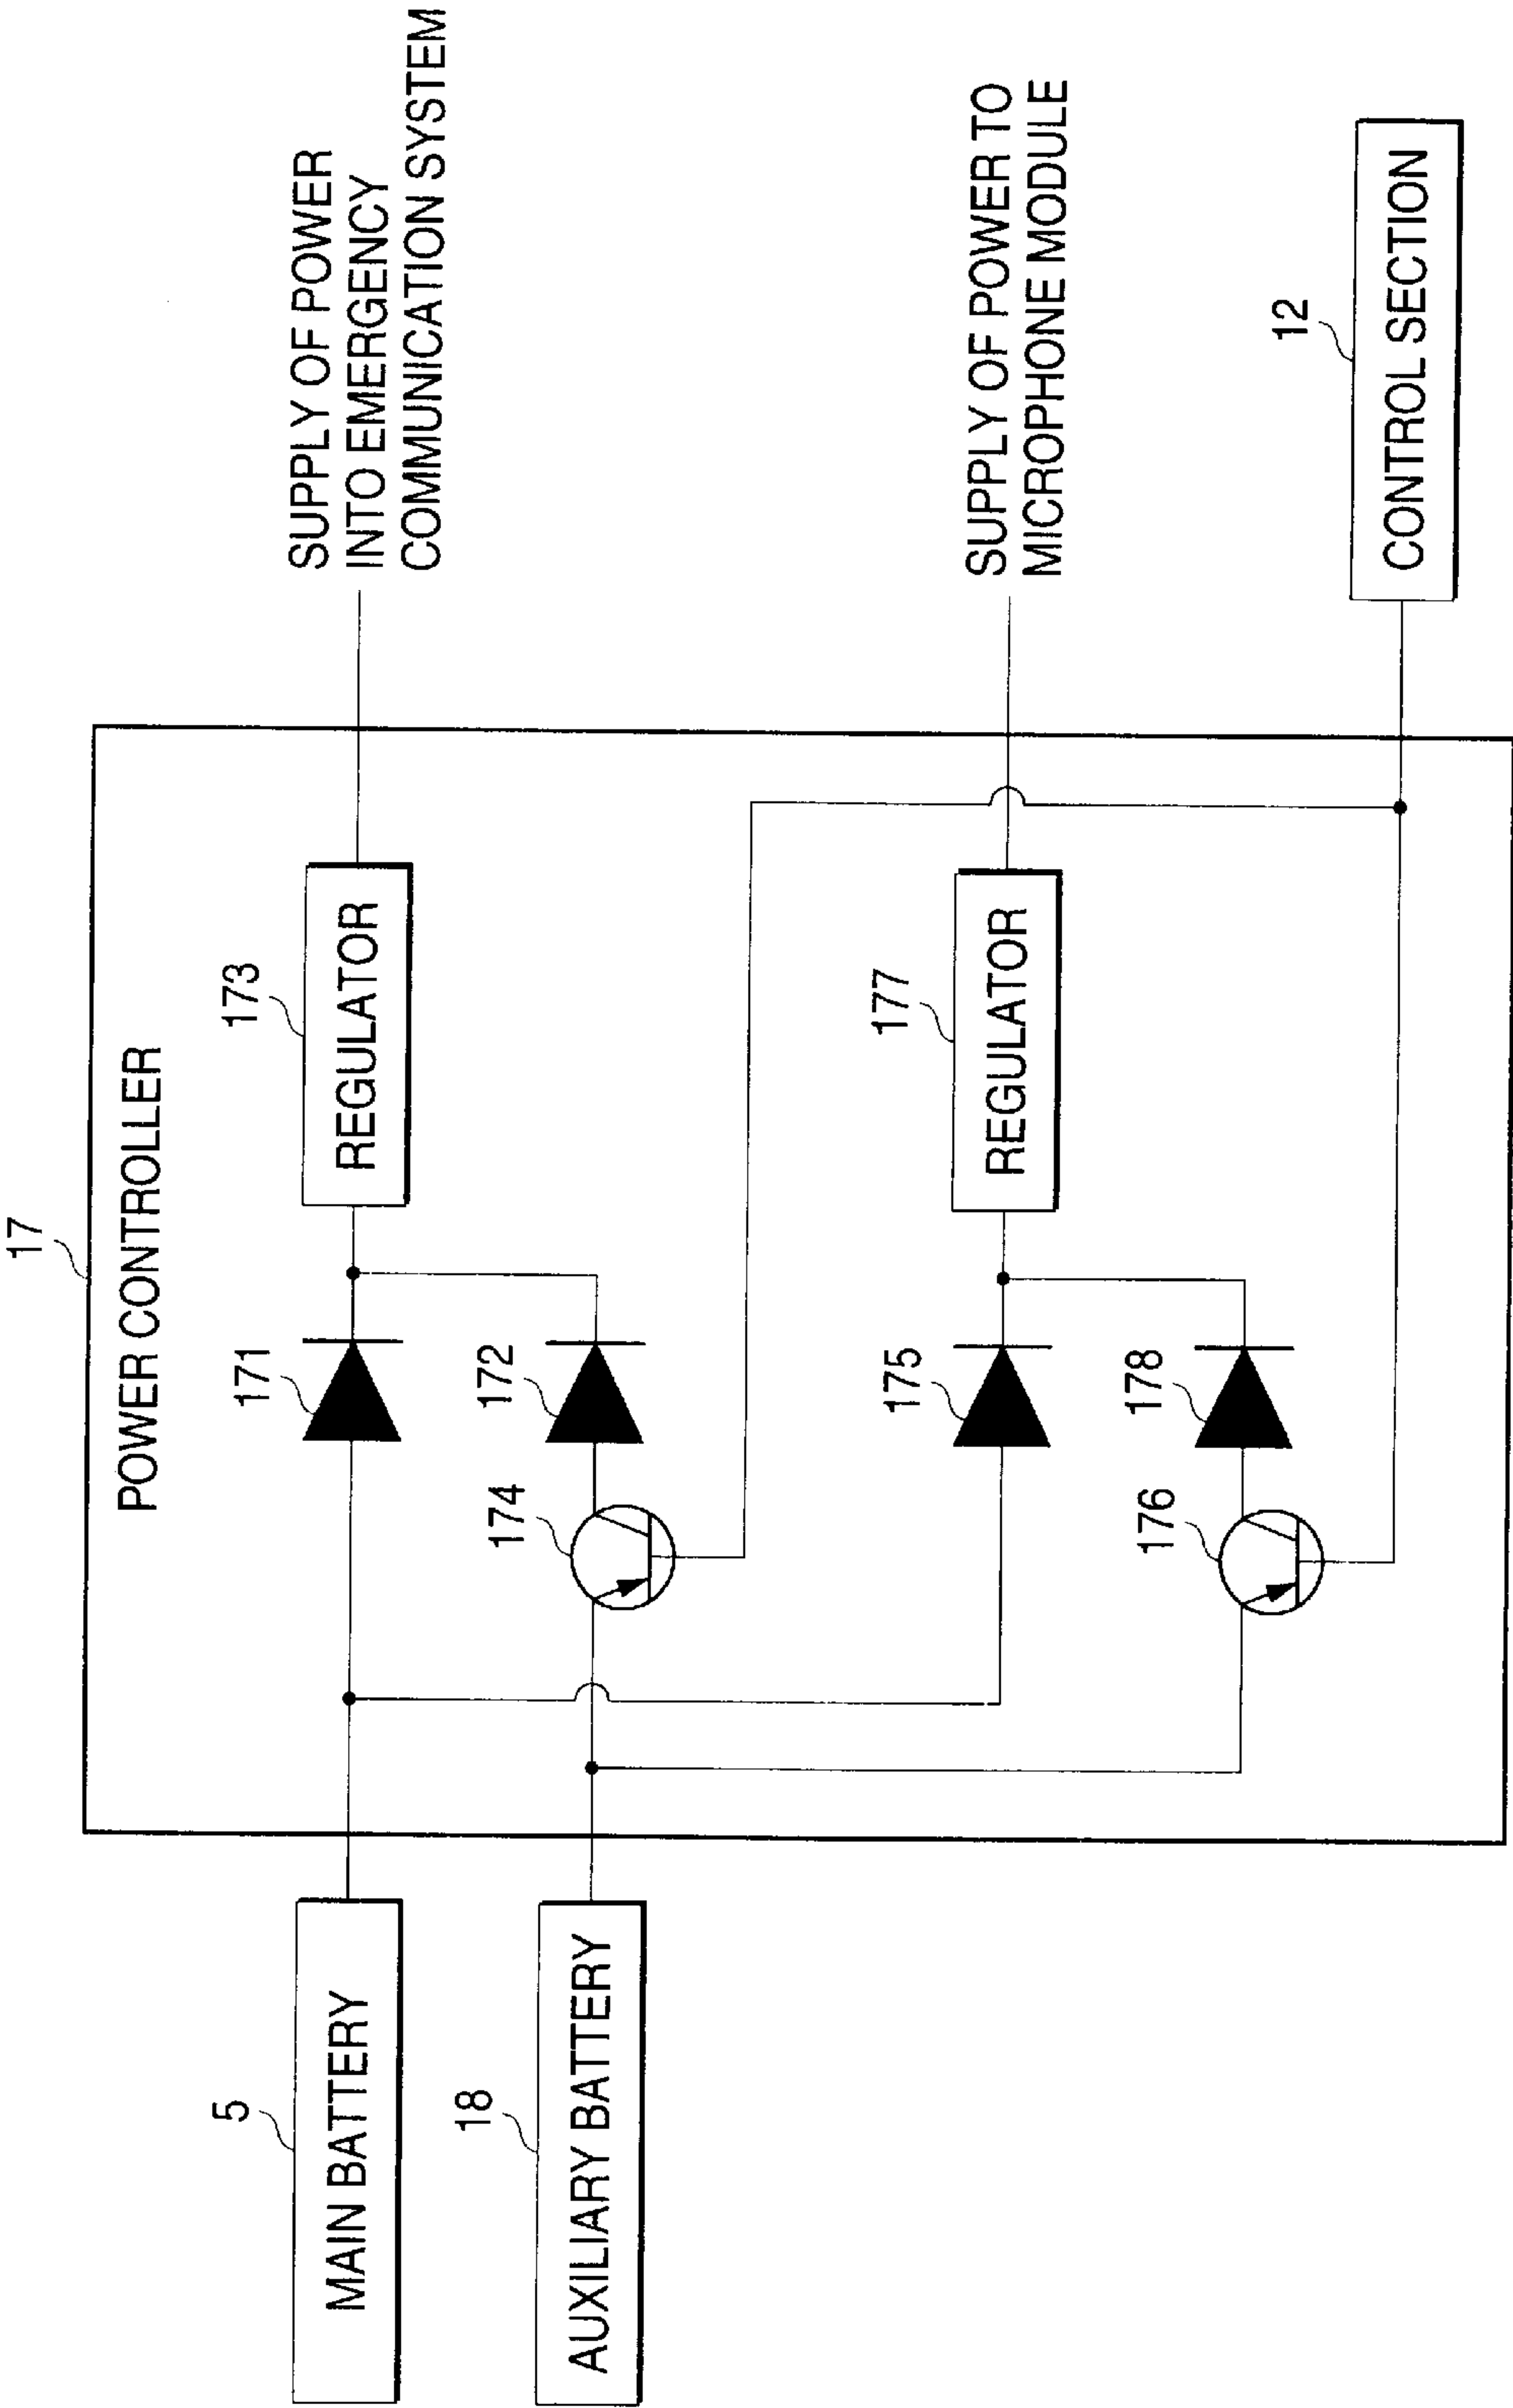 17
POWER CONTROLLER
5
MAIN BATTERY
18
AUXILIARY BATTERY
171
172
173
REGULATOR
174
175
176
177
REGULATOR
178
SUPPLY OF POWER
INTO EMERGENCY
COMMUNICATION SYSTEM
SUPPLY OF POWER TO
MICROPHONE MODULE
12
CONTROL SECTION